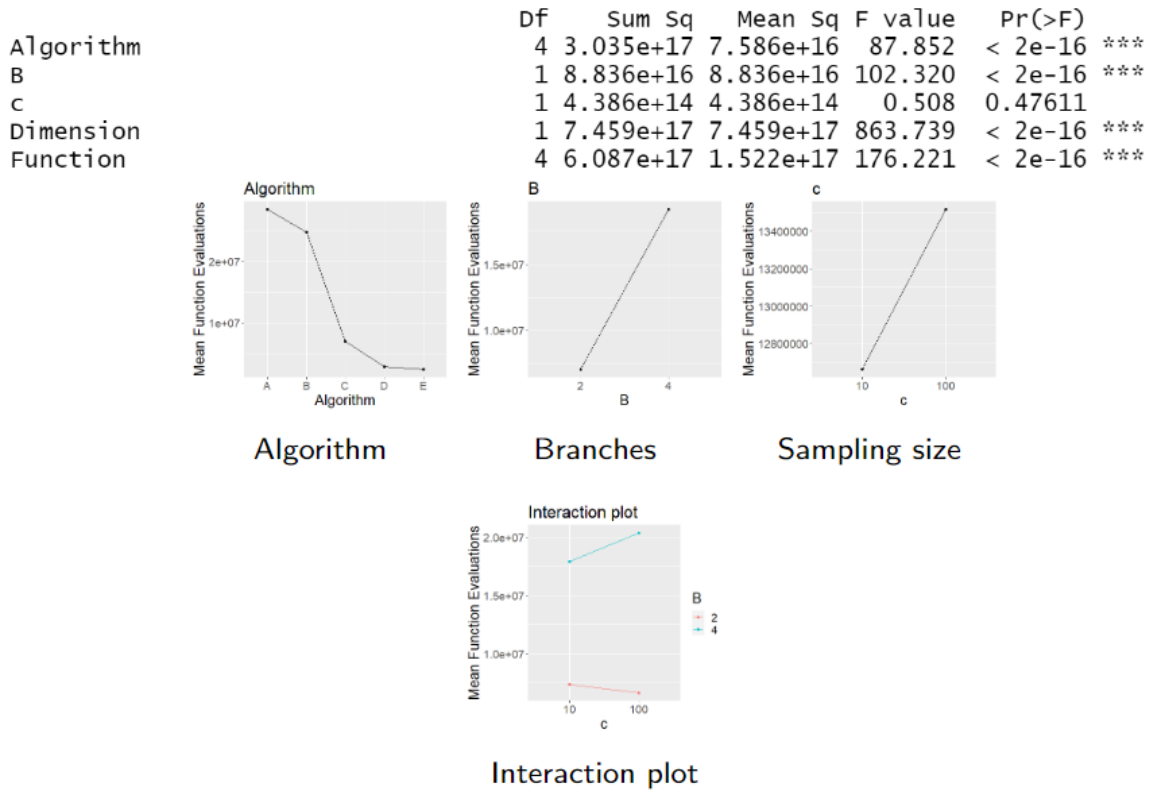 Df Sum Sq Mean Sq F value Pr(>F)
Algorithm 4 3.035e+17 7.586e+16 87.852 < 2e-16 ***
B 1 8.836e+16 8.836e+16 102.320 < 2e-16 ***
c 1 4.386e+14 4.386e+14 0.508 0.47611
Dimension 1 7.459e+17 7.459e+17 863.739 < 2e-16 ***
Function 4 6.087e+17 1.522e+17 176.221 < 2e-16 ***
Algorithm
Mean Function Evaluations
2e+07
1e+07
A B C D E
Algorithm
B
Mean Function Evaluations
1.5e+07
1.0e+07
2 4
B
c
Mean Function Evaluations
13400000
13200000
13000000
12800000
10 100
c
Algorithm
Branches
Sampling size
Interaction plot
Mean Function Evaluations
2.0e+07
1.5e+07
1.0e+07
10 100
c
B
2
4
Interaction plot